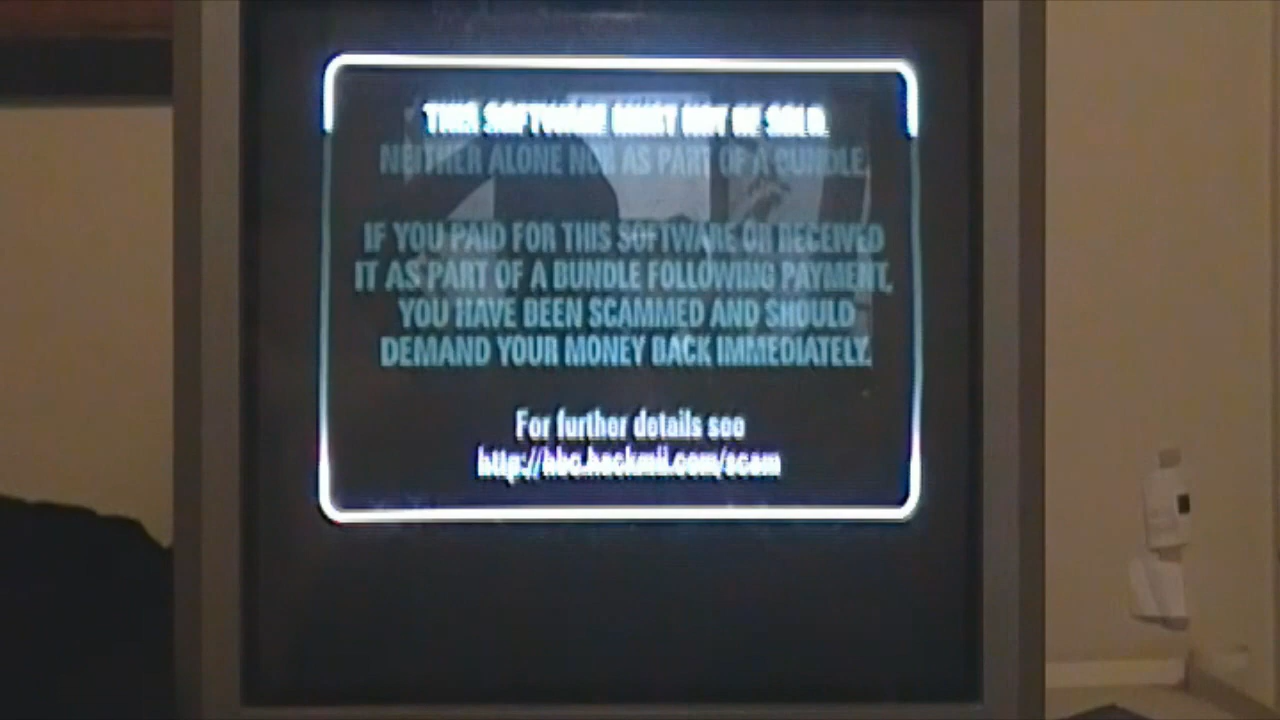 THIS SOFTWARE MUST NOT BE SOLD.
NEITHER ALONE NOR AS PART OF A BUNDLE.
IF YOU PAID FOR THIS SOFTWARE OR RECEIVED
IT AS PART OF A BUNDLE FOLLOWING PAYMENT,
YOU HAVE BEEN SCAMMED AND SHOULD
DEMAND YOUR MONEY BACK IMMEDIATELY.
For further details see
http://hbc.hackmii.com/scam